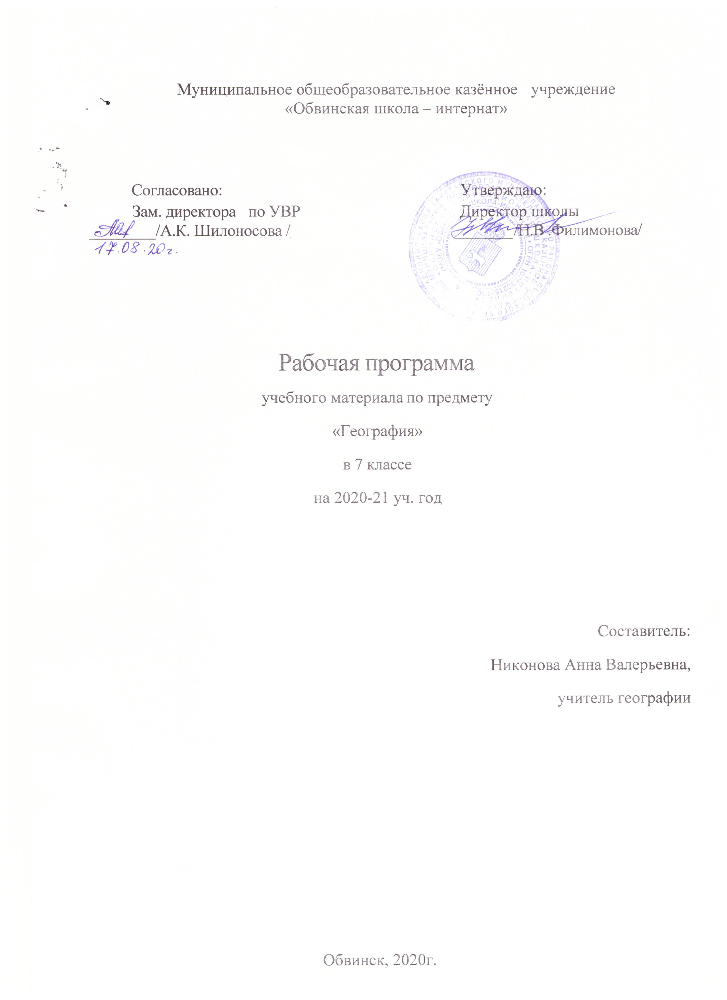 Муниципальное общеобразовательное казённое учреждение
«Обвинская школа – интернат»
Согласовано:
Зам. директора по УВР
/А.К. Шилоносова /
17.08.20г.
Утверждаю:
Директор школы
/Н.В.Филимонова/
Рабочая программа
учебного материала по предмету
«География»
в 7 классе
на 2020-21 уч. год
Составитель:
Никонова Анна Валерьевна,
учитель географии
Обвинск, 2020г.